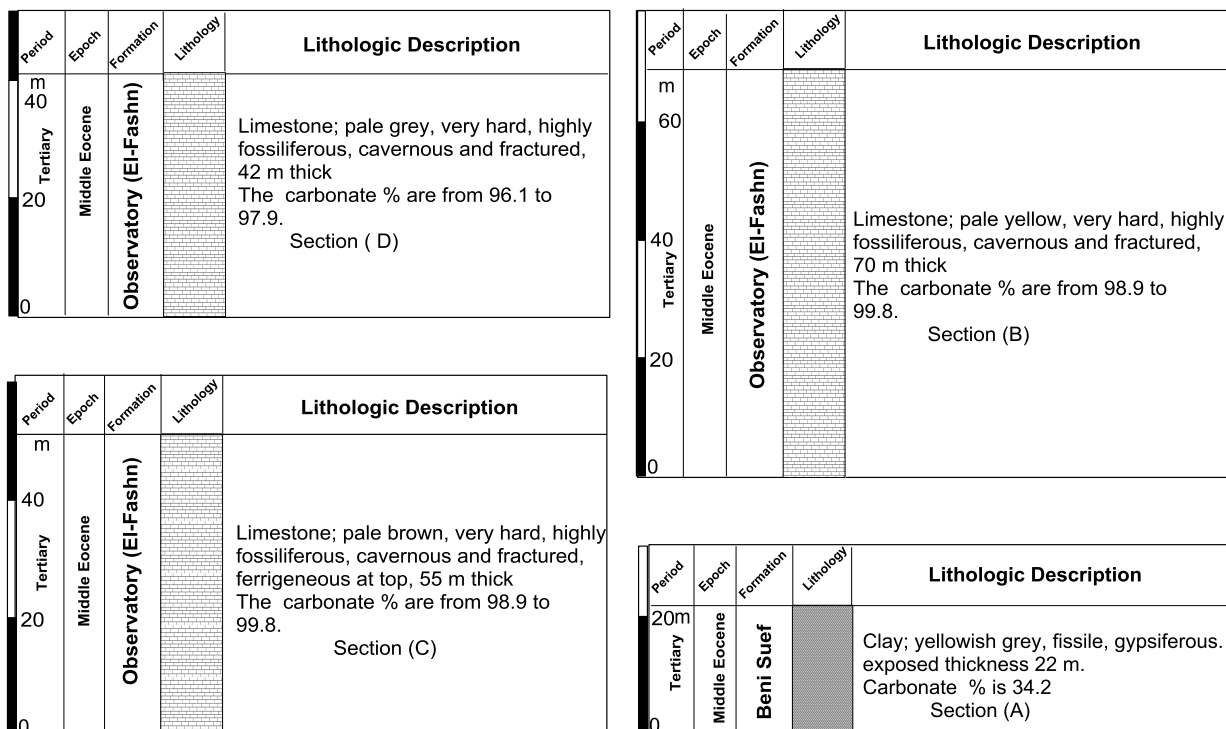 Period Epoch Formation Lithology Lithologic Description
m
40
20
0
Tertiary
Middle Eocene
Observatory (El-Fashn)
Limestone; pale grey, very hard, highly
fossiliferous, cavernous and fractured,
42 m thick
The carbonate % are from 96.1 to
97.9.
Section ( D)
Period Epoch Formation Lithology Lithologic Description
m
60
40
20
0
Tertiary
Middle Eocene
Observatory (El-Fashn)
Limestone; pale yellow, very hard, highly
fossiliferous, cavernous and fractured,
70 m thick
The carbonate % are from 98.9 to
99.8.
Section (B)
Period Epoch Formation Lithology Lithologic Description
m
40
20
0
Tertiary
Middle Eocene
Observatory (El-Fashn)
Limestone; pale brown, very hard, highly
fossiliferous, cavernous and fractured,
ferrigeneous at top, 55 m thick
The carbonate % are from 98.9 to
99.8.
Section (C)
Period Epoch Formation Lithology Lithologic Description
20m
0
Tertiary
Middle Eocene
Beni Suef
Clay; yellowish grey, fissile, gypsiferous.
exposed thickness 22 m.
Carbonate % is 34.2
Section (A)